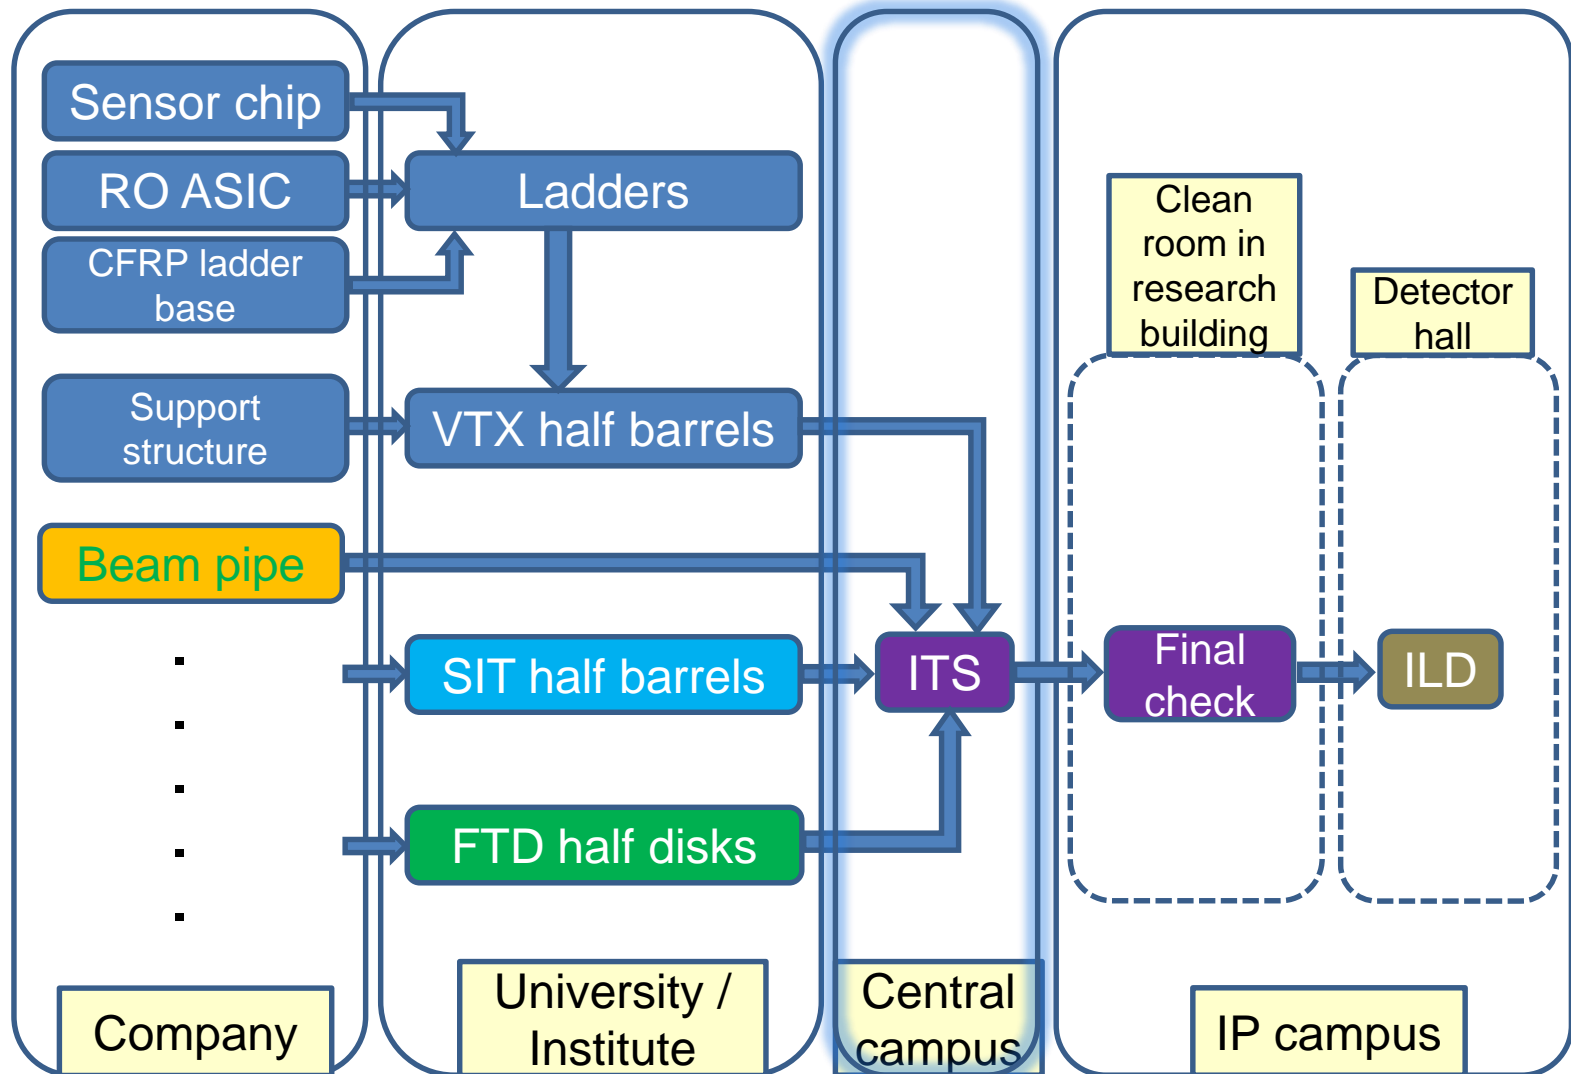 Sensor chip
RO ASIC
CFRP ladder
base
Support
structure
Beam pipe
Company
Ladders
VTX half barrels
SIT half barrels
FTD half disks
University /
Institute
ITS
Central
campus
Clean
room in
research
building
Final
check
Detector
hall
ILD
IP campus